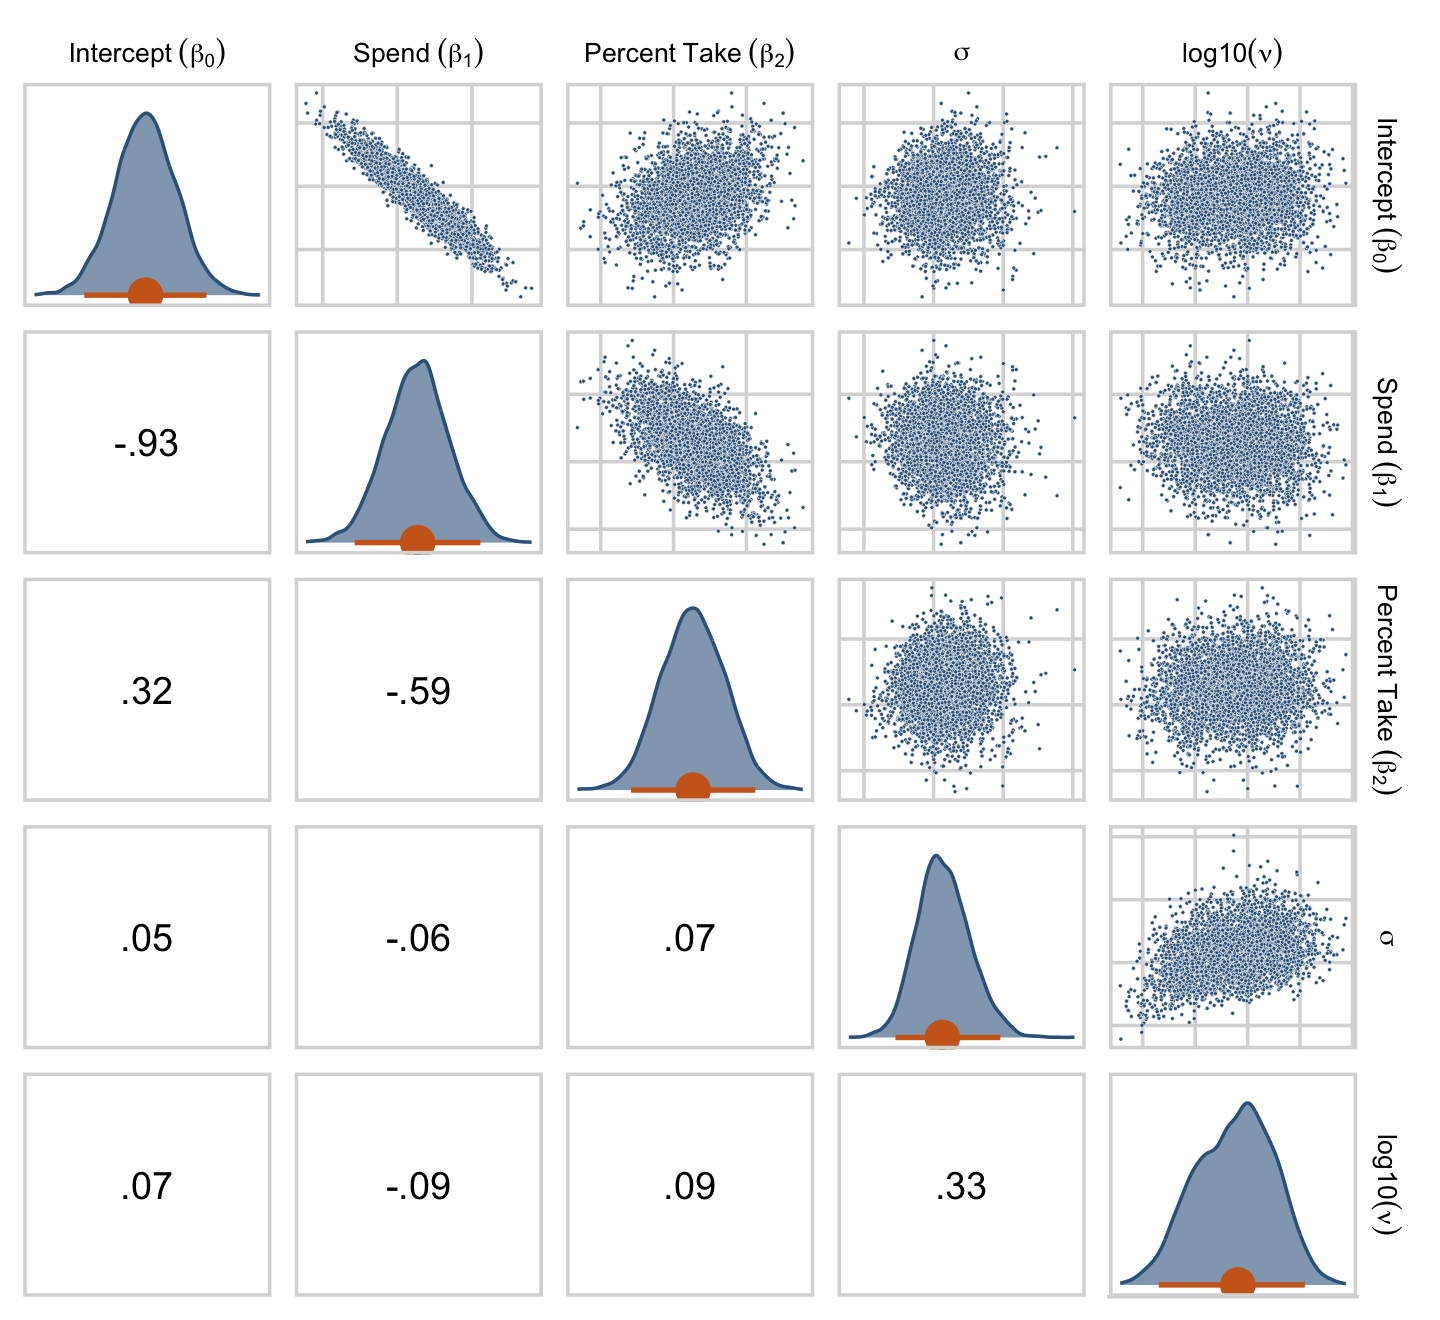 Intercept (β0)
Spend (β1)
Percent Take (β2)
σ
log10(ν)
Intercept (β0)
-.93
Spend (β1)
.32
-.59
Percent Take (β2)
.05
-.06
.07
σ
.07
-.09
.09
.33
log10(ν)